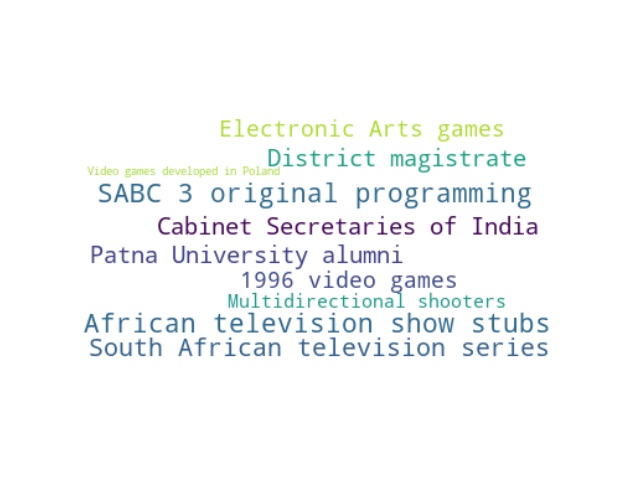 Electronic Arts games
District magistrate
Video games developed in Poland
SABC 3 original programming
Cabinet Secretaries of India
Patna University alumni
1996 video games
Multidirectional shooters
African television show stubs
South African television series